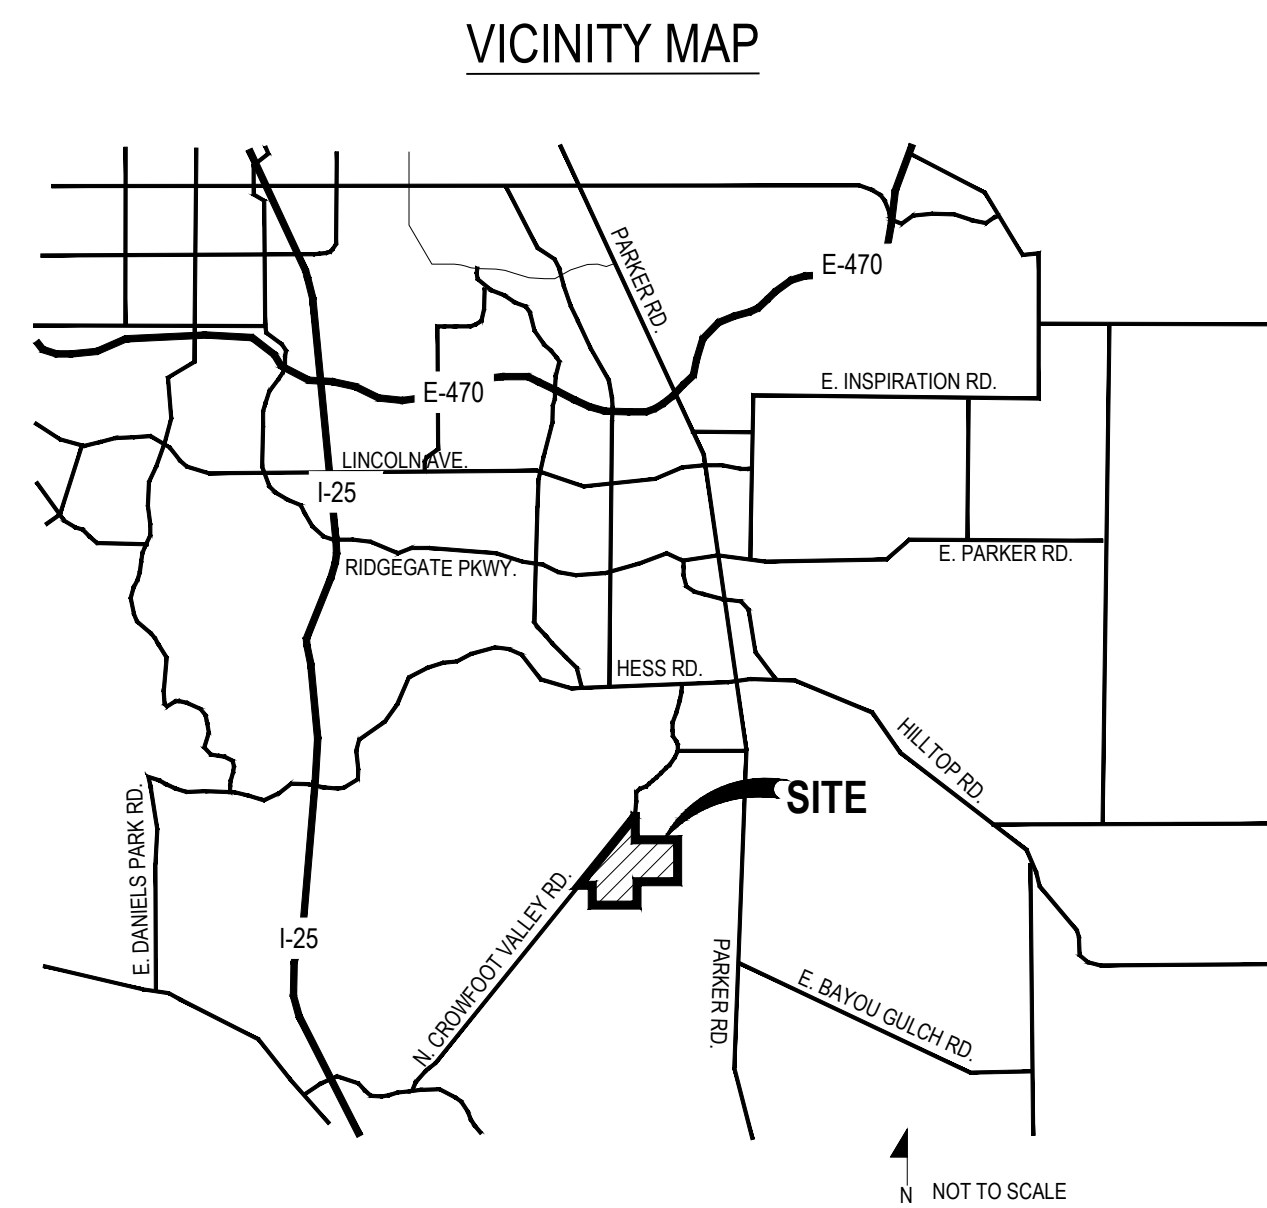 VICINITY MAP
PARKER RD.
E-470
E. INSPIRATION RD.
E-470
LINCOLN AVE.
I-25
E. PARKER RD.
RIDGEGATE PKWY.
HESS RD.
HILLTOP RD.
SITE
E. DANIELS PARK RD.
N. CROWFOOT VALLEY RD.
I-25
PARKER RD.
E. BAYOU GULCH RD.
N
NOT TO SCALE